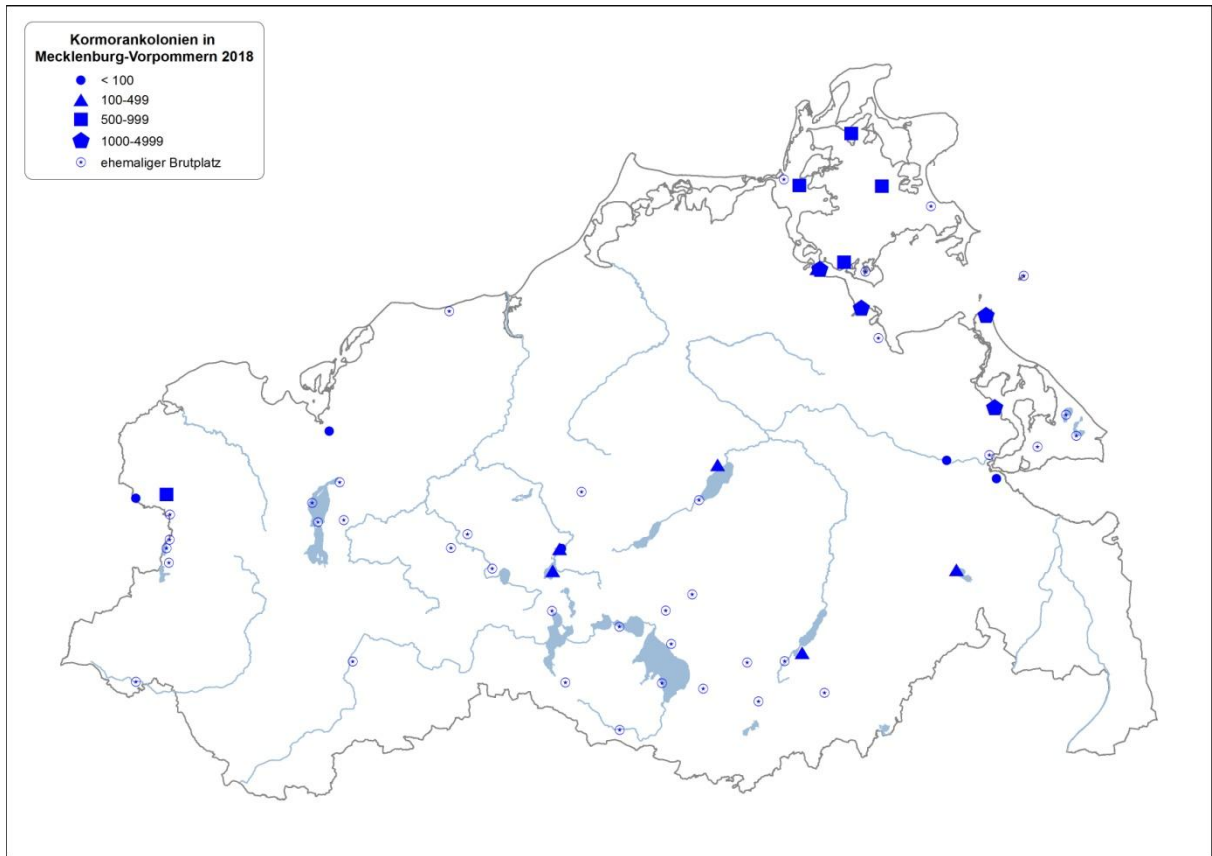 Kormorankolonien in
Mecklenburg-Vorpommern 2018
< 100
100-499
500-999
1000-4999
ehemaliger Brutplatz